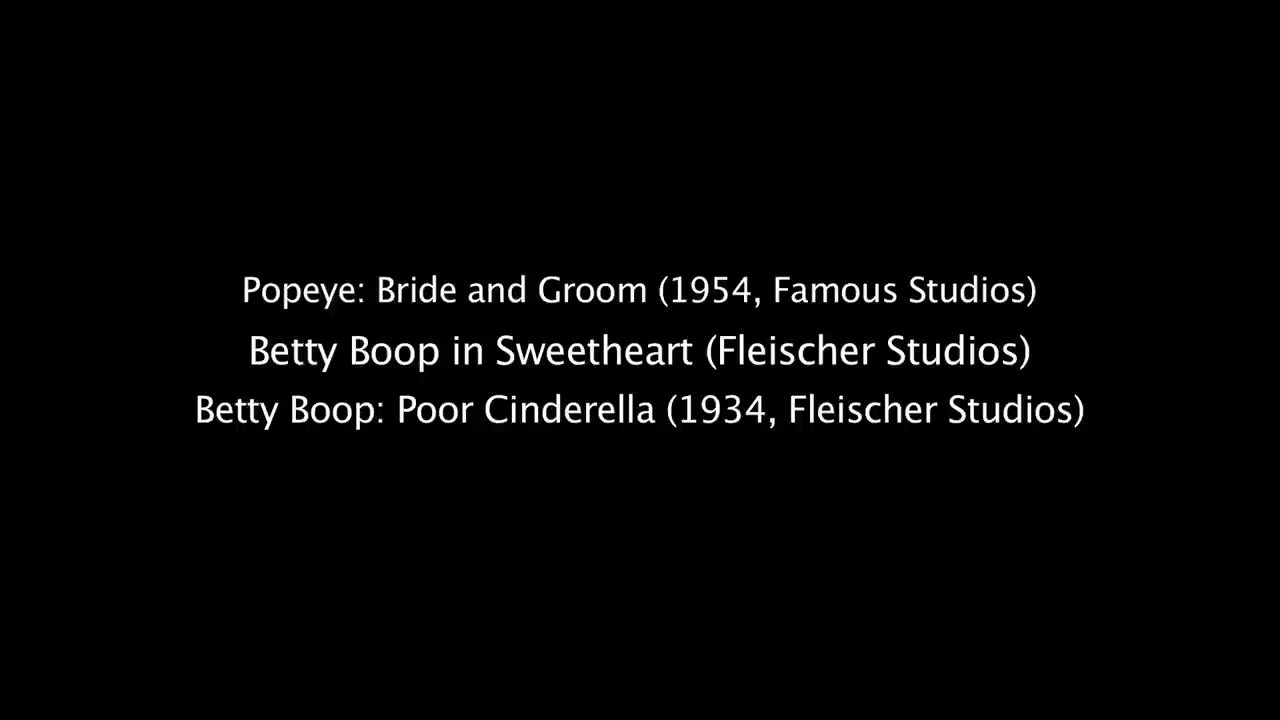 Popeye: Bride and Groom (1954, Famous Studios)
Betty Boop in Sweetheart (Fleischer Studios)
Betty Boop: Poor Cinderella (1934, Fleischer Studios)